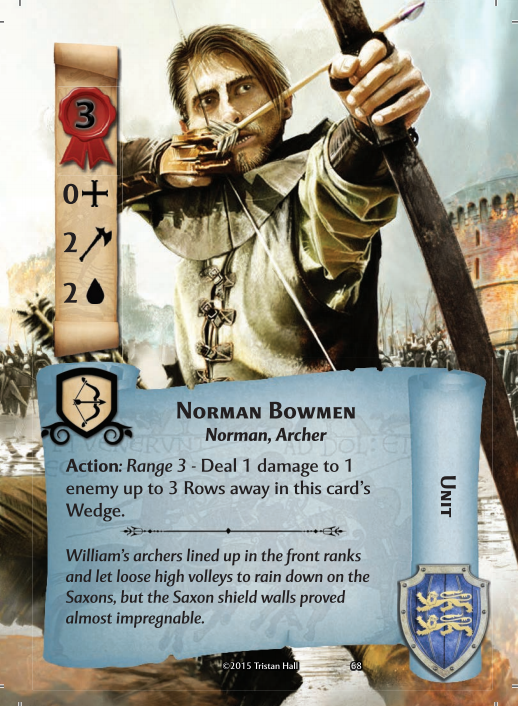 3
0
2
2
Norman Bowmen
Norman, Archer
Action: Range 3 - Deal 1 damage to 1
enemy up to 3 Rows away in this card's
Wedge.
William's archers lined up in the front ranks
and let loose high volleys to rain down on the
Saxons, but the Saxon shield walls proved
almost impregnable.
Unit
©2015 Tristan Hall
68